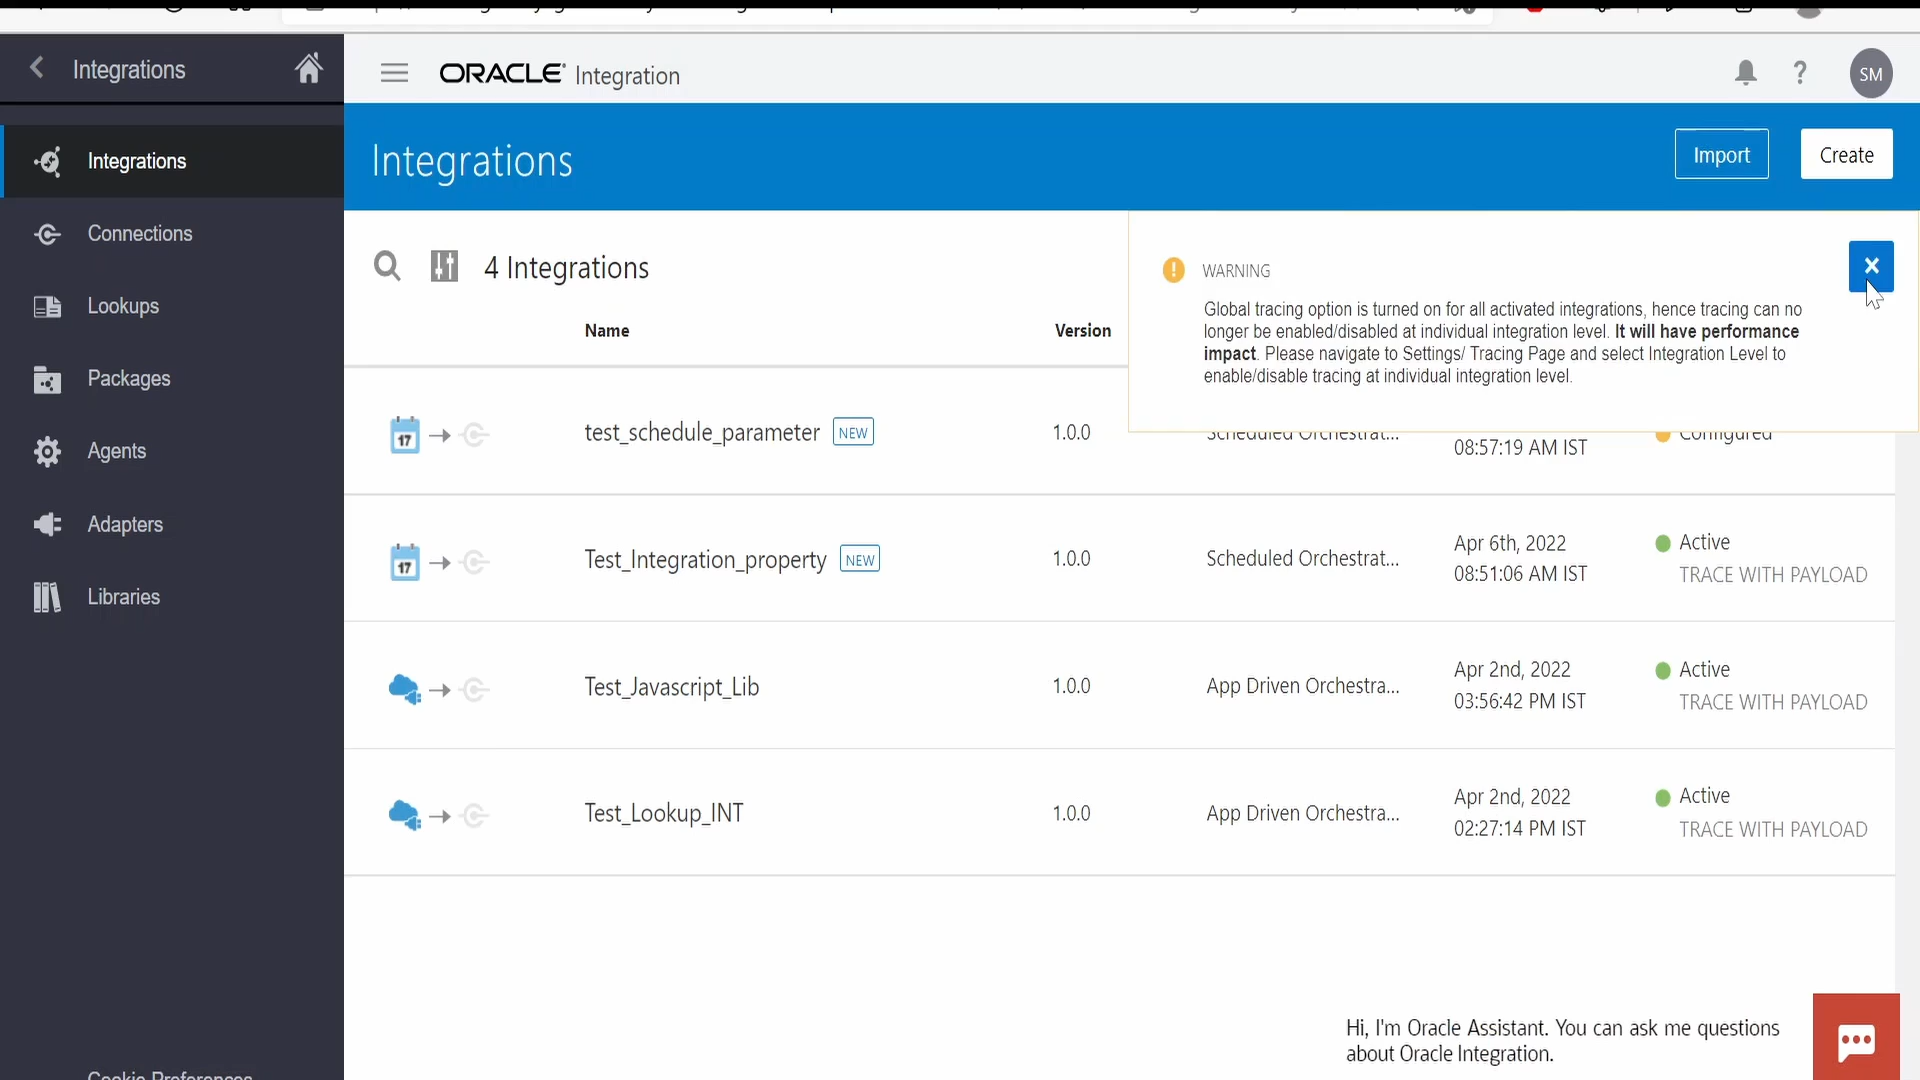 Integrations
ORACLE Integration
SM
Integrations
Import
Create
Integrations
Connections
Lookups
Packages
Agents
Adapters
Libraries
Cookie Preferences
4 Integrations
WARNING
Global tracing option is turned on for all activated integrations, hence tracing can no
longer be enabled/disabled at individual integration level. It will have performance
impact. Please navigate to Settings/ Tracing Page and select Integration Level to
enable/disable tracing at individual integration level.
Name Version
17 test_schedule_parameter NEW 1.0.0 Scheduled Orchestrat... 08:57:19 AM IST Configured
17 Test_Integration_property NEW 1.0.0 Scheduled Orchestrat... Apr 6th, 2022 Active
08:51:06 AM IST TRACE WITH PAYLOAD
Test_Javascript_Lib 1.0.0 App Driven Orchestra... Apr 2nd, 2022 Active
03:56:42 PM IST TRACE WITH PAYLOAD
Test_Lookup_INT 1.0.0 App Driven Orchestra... Apr 2nd, 2022 Active
02:27:14 PM IST TRACE WITH PAYLOAD
Hi, I'm Oracle Assistant. You can ask me questions
about Oracle Integration.